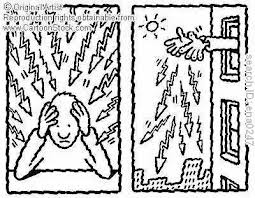 © Original Artist
Reproduction rights obtainable from
www.CartoonStock.com